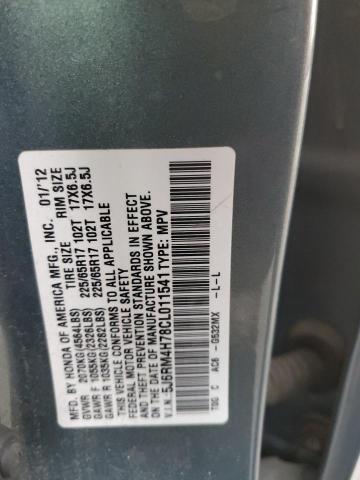 MFD. BY HONDA OF AMERICA MFG., INC. 01/'12
TIRE SIZE RIM SIZE
GVWR 2070KG(4564LBS) 225/65R17 102T 17X6.5J
GAWR F 1055KG(2326LBS) 225/65R17 102T 17X6.5J
GAWR R 1035KG(2282LBS)
THIS VEHICLE CONFORMS TO ALL APPLICABLE
FEDERAL MOTOR VEHICLE SAFETY AND
THEFT PREVENTION STANDARDS IN EFFECT
ON THE DATE OF MANUFACTURE SHOWN ABOVE.
V.I.N. 5J6RM4H78CL011541 TYPE: MPV
TDG C AC6 -G532MX -L-L